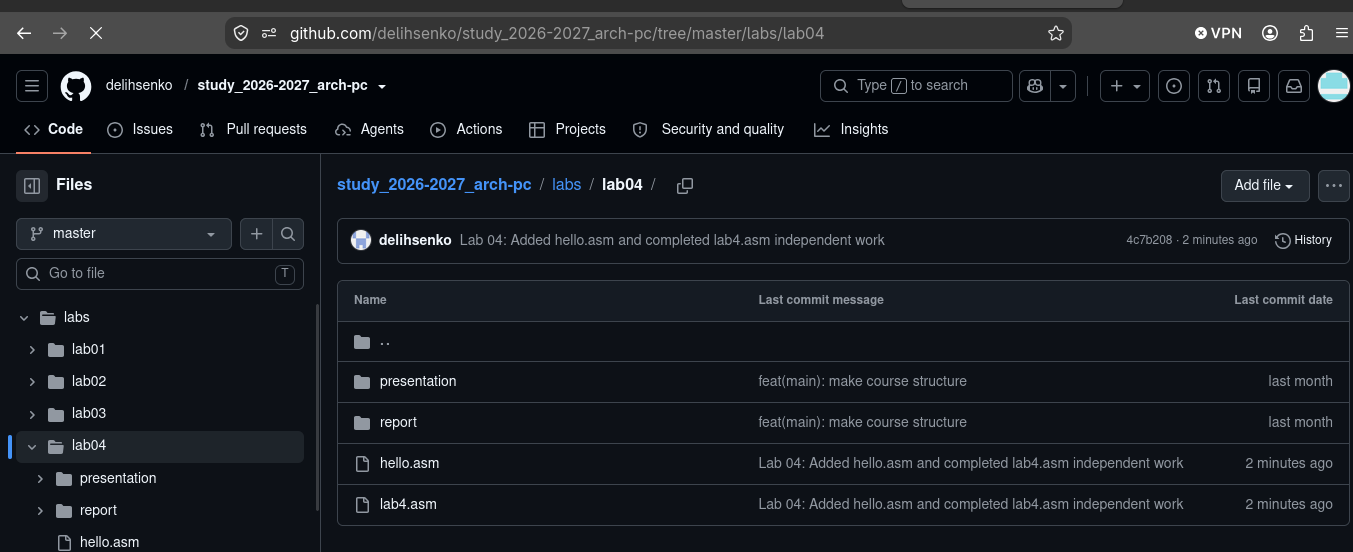 github.com/delihsenko/study_2026-2027_arch-pc/tree/master/labs/lab04
VPN
delihsenko / study_2026-2027_arch-pc
Type / to search
Code Issues Pull requests Agents Actions Projects Security and quality Insights
Files
master
Go to file T
labs
lab01
lab02
lab03
lab04
presentation
report
hello.asm
study_2026-2027_arch-pc / labs / lab04 /
Add file
delihsenko Lab 04: Added hello.asm and completed lab4.asm independent work 4c7b208 · 2 minutes ago History
Name Last commit message Last commit date
..
presentation feat(main): make course structure last month
report feat(main): make course structure last month
hello.asm Lab 04: Added hello.asm and completed lab4.asm independent work 2 minutes ago
lab4.asm Lab 04: Added hello.asm and completed lab4.asm independent work 2 minutes ago